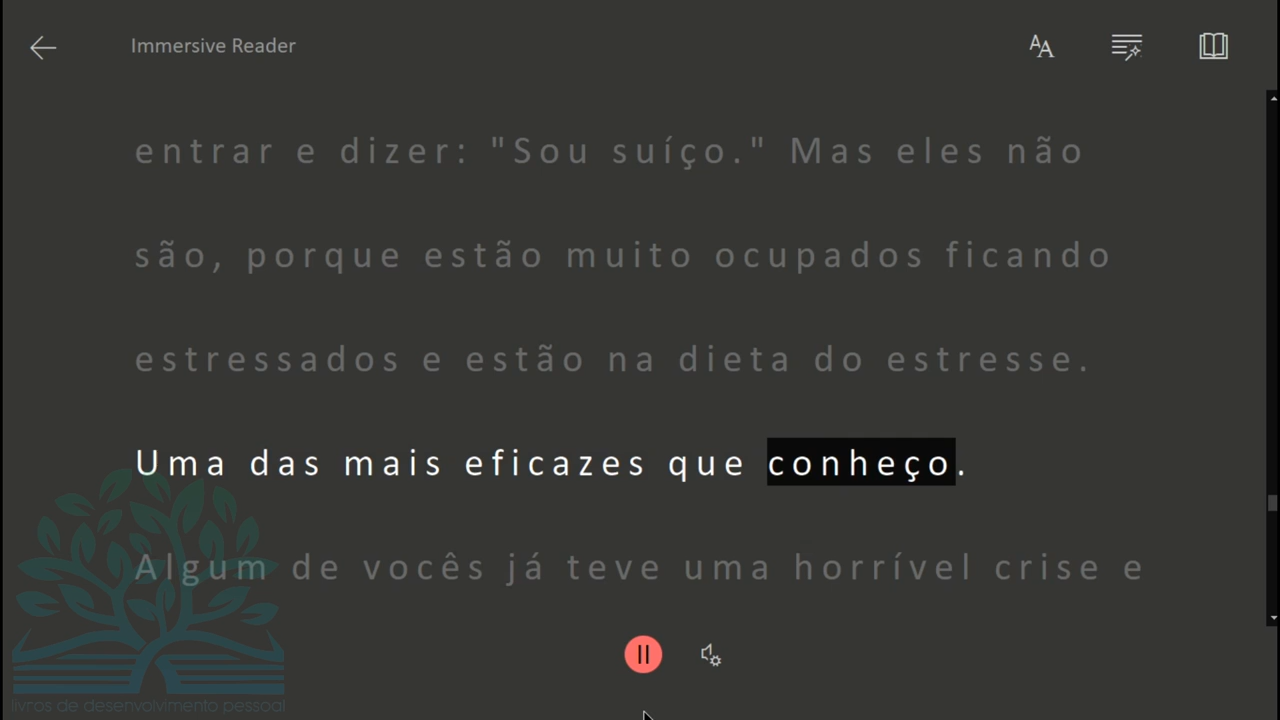 Immersive Reader
entrar e dizer: "Sou suíço." Mas eles não
são, porque estão muito ocupados ficando
estressados e estão na dieta do estresse.
Uma das mais eficazes que conheço.
Algum de vocês já teve uma horrível crise e
livros de desenvolvimento pessoal